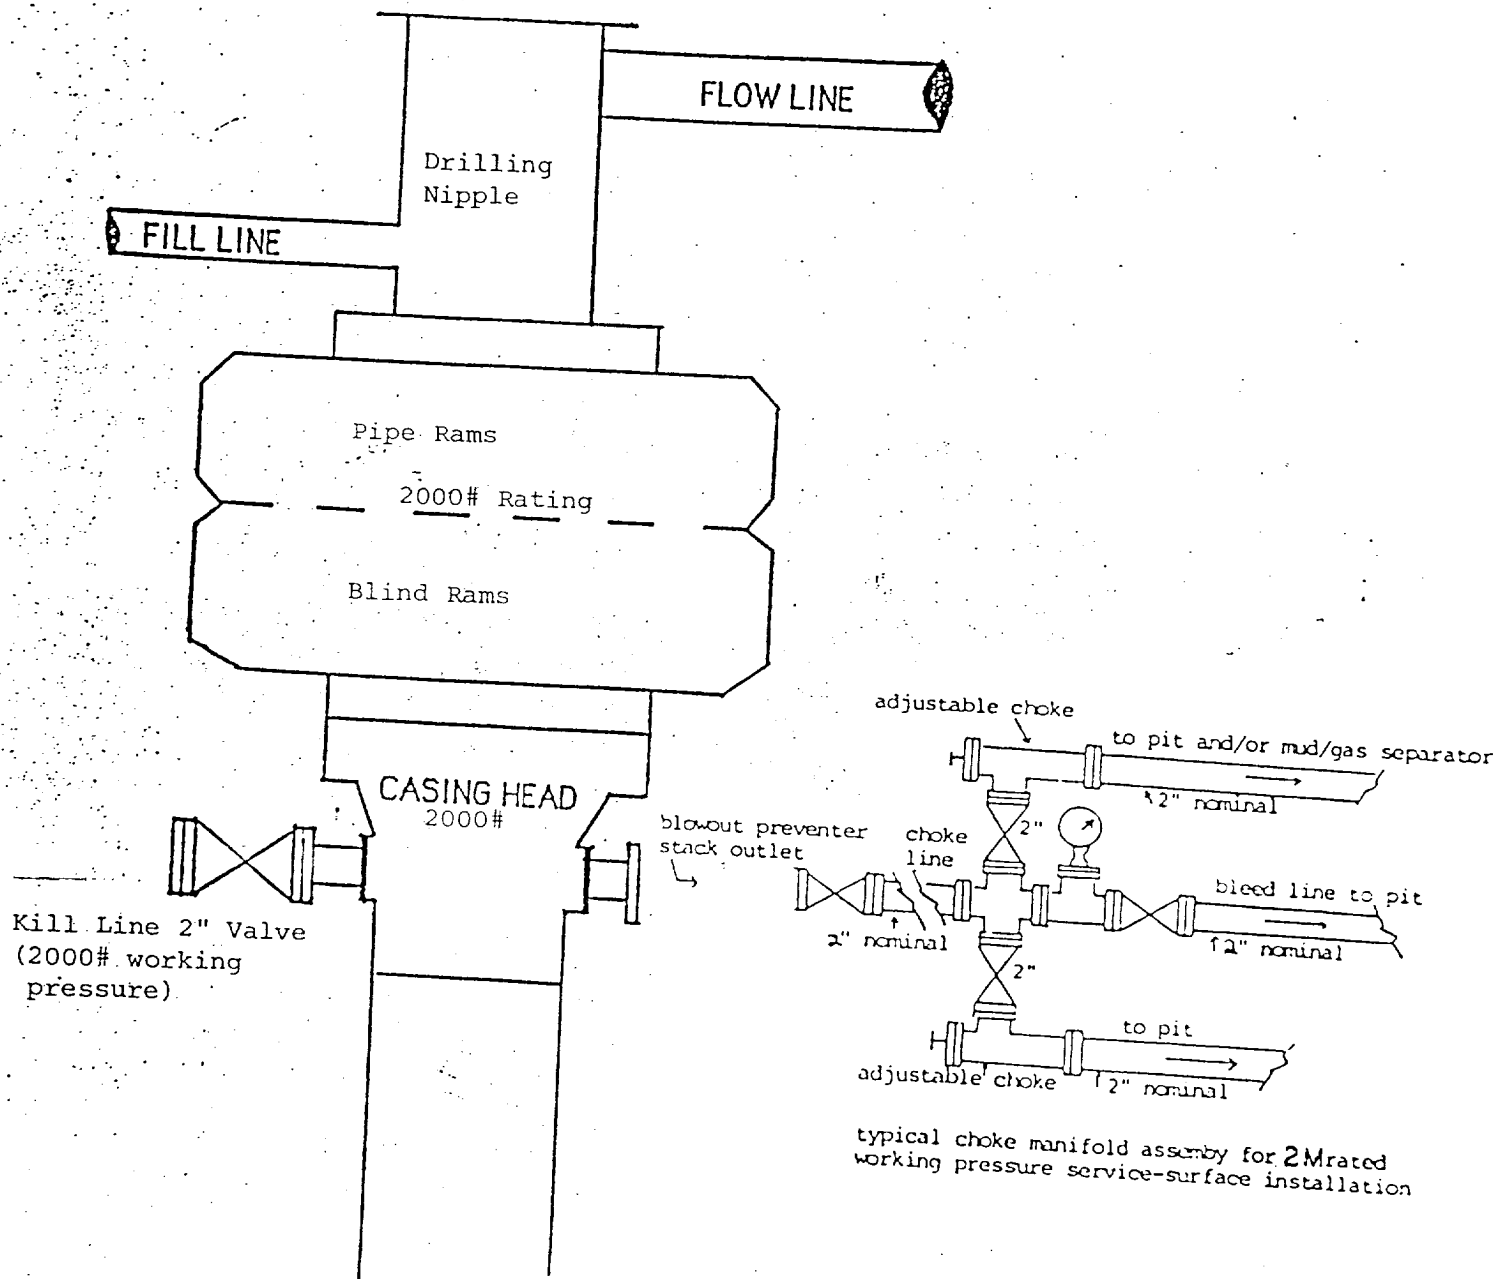 FLOW LINE
Drilling
Nipple
FILL LINE
Pipe Rams
2000# Rating
Blind Rams
CASING HEAD
2000#
Kill Line 2" Valve
(2000# working
pressure)
blowout preventer
stack outlet
choke
line
2" nominal
adjustable choke
to pit and/or mud/gas separator
2" nominal
2"
bleed line to pit
2" nominal
2"
to pit
adjustable choke
2" nominal
typical choke manifold assemby for 2M rated
working pressure service-surface installation